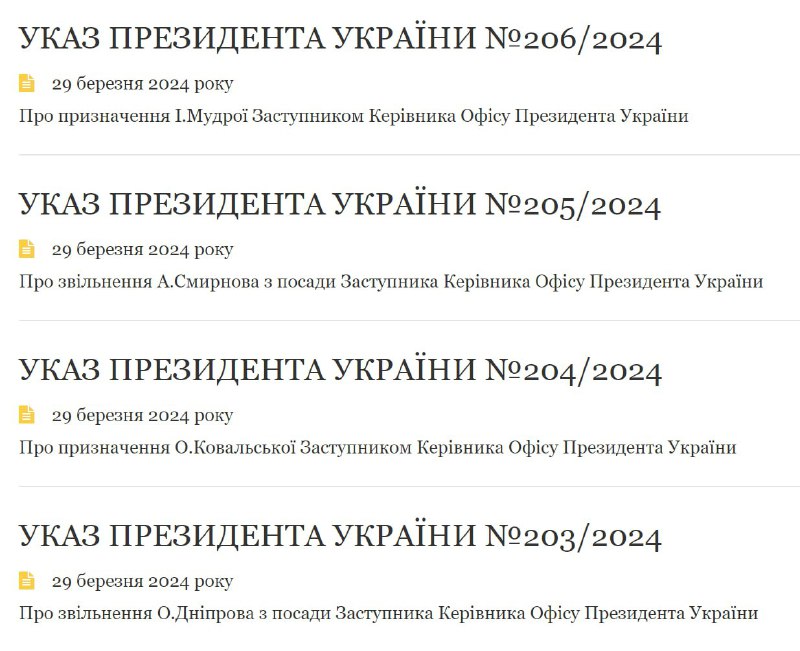 УКАЗ ПРЕЗИДЕНТА УКРАЇНИ №206/2024
29 березня 2024 року
Про призначення І.Мудрої Заступником Керівника Офісу Президента України
УКАЗ ПРЕЗИДЕНТА УКРАЇНИ №205/2024
29 березня 2024 року
Про звільнення А.Смирнова з посади Заступника Керівника Офісу Президента України
УКАЗ ПРЕЗИДЕНТА УКРАЇНИ №204/2024
29 березня 2024 року
Про призначення О.Ковальської Заступником Керівника Офісу Президента України
УКАЗ ПРЕЗИДЕНТА УКРАЇНИ №203/2024
29 березня 2024 року
Про звільнення О.Дніпрова з посади Заступника Керівника Офісу Президента України